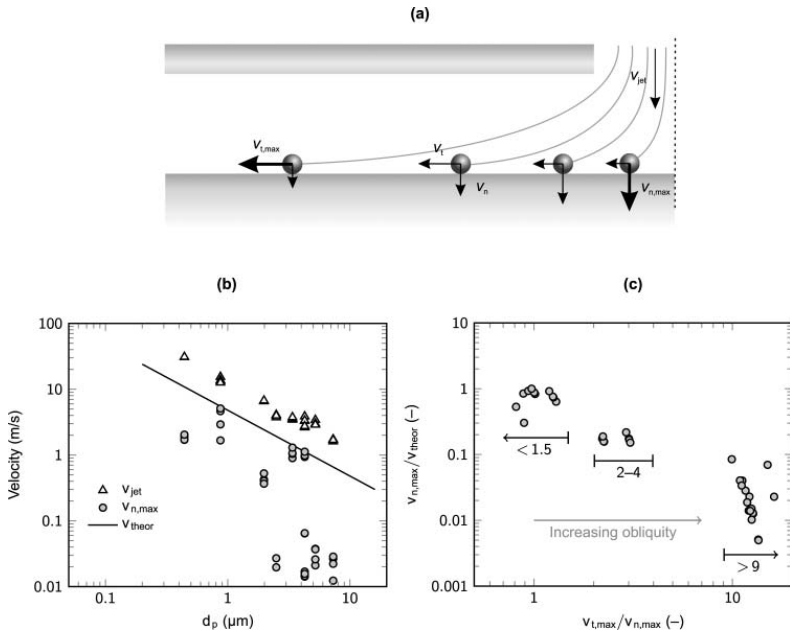 (a)
v_jet
v_t,max
v_t
v_n
v_n,max
(b)
100
10
1
0.1
0.01
Velocity (m/s)
v_jet
v_n,max
v_theor
0.1
1
10
d_p (μm)
(c)
10
1
0.1
0.01
0.001
v_n,max/v_theor (–)
< 1.5
2–4
Increasing obliquity
> 9
1
10
v_t,max/v_n,max (–)